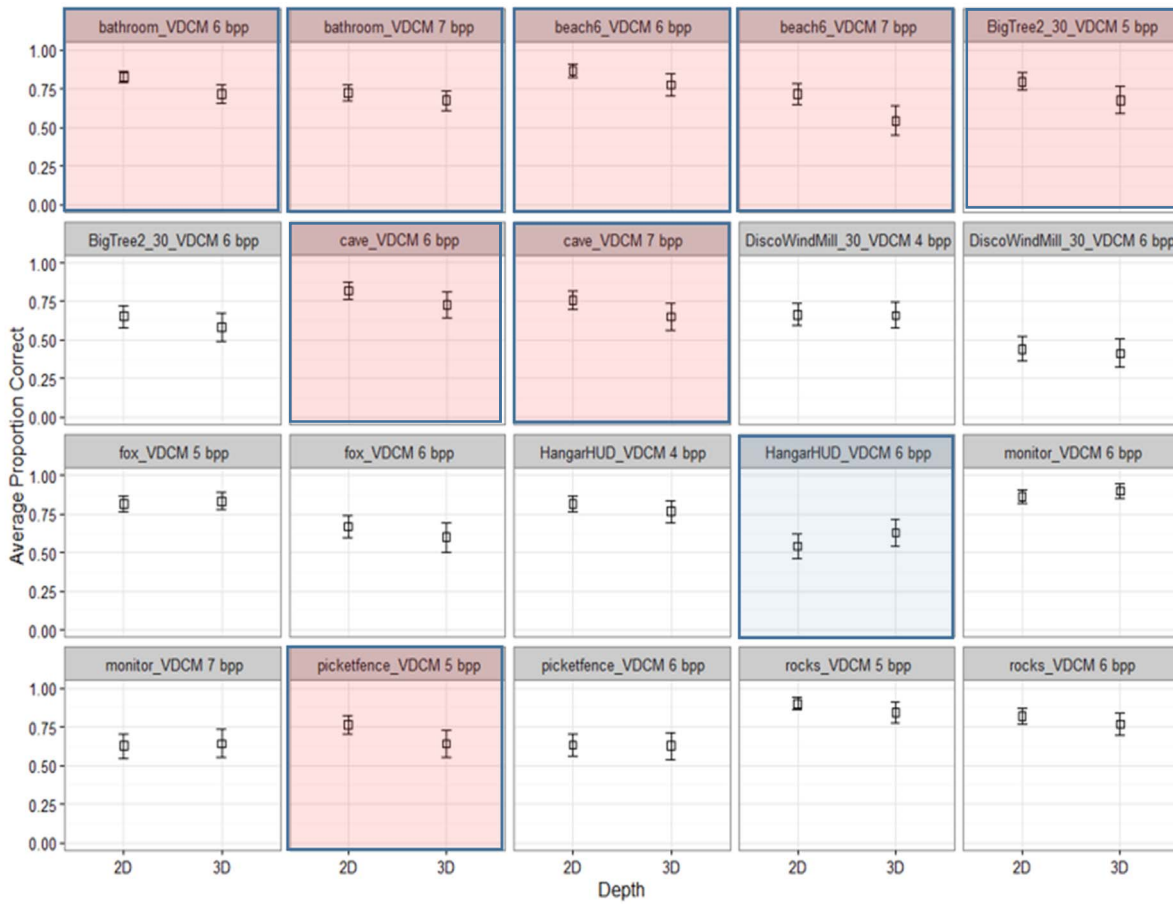 bathroom_VDCM 6 bpp
bathroom_VDCM 7 bpp
beach6_VDCM 6 bpp
beach6_VDCM 7 bpp
BigTree2_30_VDCM 5 bpp
1.00
0.75
0.50
0.25
0.00
BigTree2_30_VDCM 6 bpp
cave_VDCM 6 bpp
cave_VDCM 7 bpp
DiscoWindMill_30_VDCM 4 bpp
DiscoWindMill_30_VDCM 6 bpp
1.00
0.75
0.50
0.25
0.00
Average Proportion Correct
fox_VDCM 5 bpp
fox_VDCM 6 bpp
HangarHUD_VDCM 4 bpp
HangarHUD_VDCM 6 bpp
monitor_VDCM 6 bpp
1.00
0.75
0.50
0.25
0.00
monitor_VDCM 7 bpp
picketfence_VDCM 5 bpp
picketfence_VDCM 6 bpp
rocks_VDCM 5 bpp
rocks_VDCM 6 bpp
1.00
0.75
0.50
0.25
0.00
2D 3D 2D 3D 2D 3D 2D 3D 2D 3D
Depth